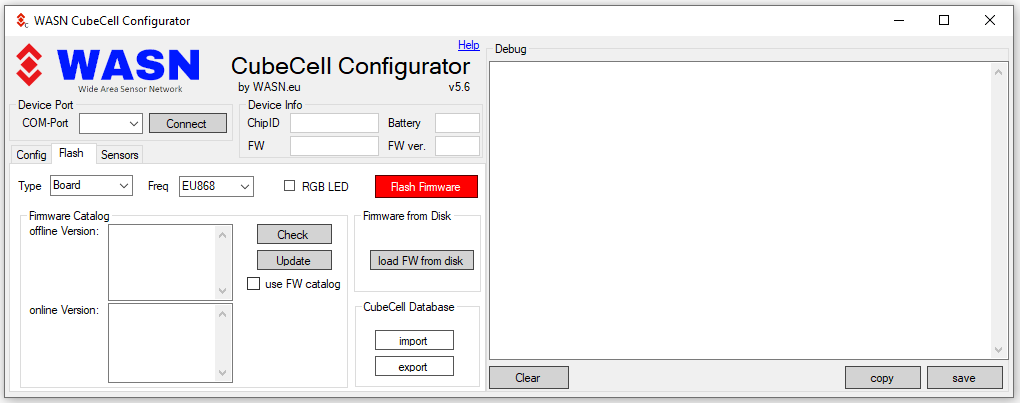 WASN CubeCell Configurator
WASN
Wide Area Sensor Network
Help
CubeCell Configurator
by WASN.eu v5.6
Device Port
COM-Port Connect
Device Info
ChipID Battery
FW FW ver.
Config Flash Sensors
Type Board Freq EU868 RGB LED Flash Firmware
Firmware Catalog
offline Version:
Check
Update
use FW catalog
online Version:
Firmware from Disk
load FW from disk
CubeCell Database
import
export
Debug
Clear copy save